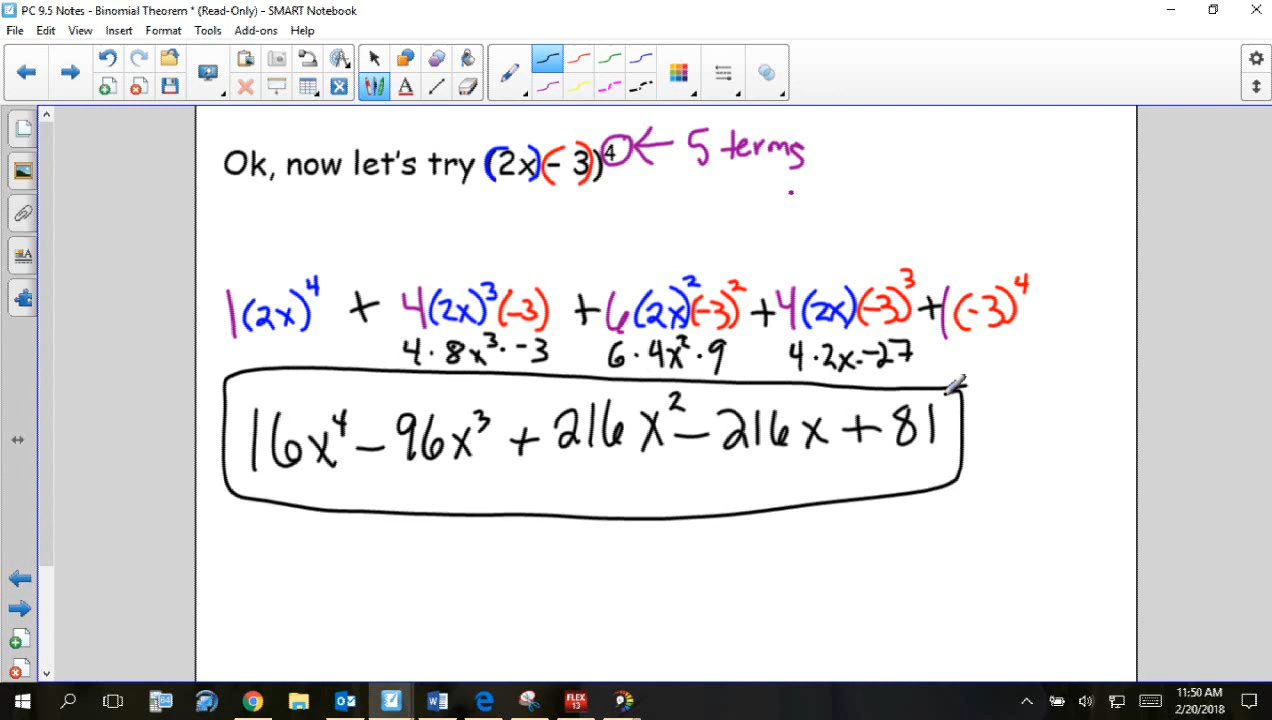 PC 9.5 Notes - Binomial Theorem * (Read-Only) - SMART Notebook
File Edit View Insert Format Tools Add-ons Help
Ok, now let's try (2x - 3)⁴ ← 5 terms
1(2x)⁴ + 4(2x)³(-3) + 6(2x)²(-3)² + 4(2x)(-3)³ + 1(-3)⁴
4 · 8x³ · -3 6 · 4x² · 9 4 · 2x · -27
16x⁴ - 96x³ + 216x² - 216x + 81
FLEX
13
11:50 AM
2/20/2018